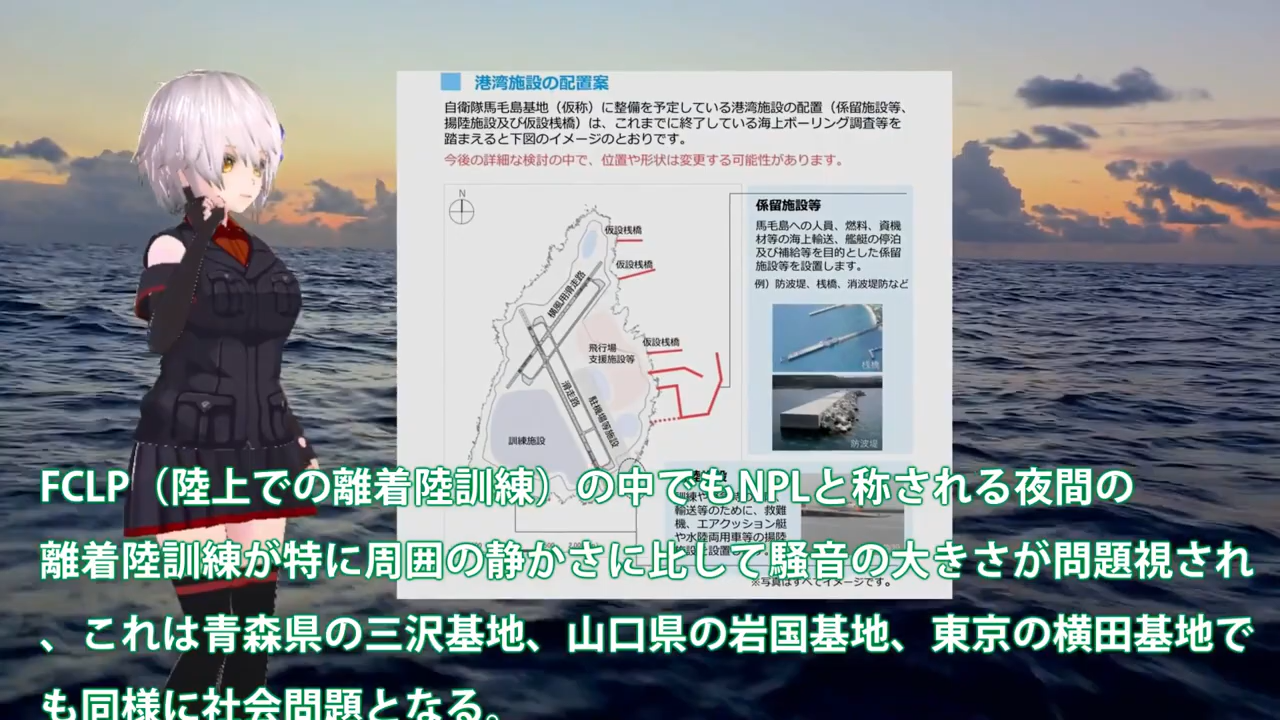 港湾施設の配置案
自衛隊馬毛島基地（仮称）に整備を予定している港湾施設の配置（係留施設等、
揚陸施設及び仮設桟橋）は、これまでに終了している海上ボーリング調査等を
踏まえると下図のイメージのとおりです。
今後の詳細な検討の中で、位置や形状は変更する可能性があります。
N
仮設桟橋
仮設桟橋
横風用滑走路
仮設桟橋
飛行場
支援施設等
滑走路
駐機場等施設
訓練施設
係留施設等
馬毛島への人員、燃料、資機
材等の海上輸送、艦艇の停泊
及び補給等を目的とした係留
施設等を設置します。
例）防波堤、桟橋、消波堤防など
桟橋
防波堤
輸送等のために、救難
機、エアクッション艇
や水陸両用車等の揚陸
※写真はすべてイメージです。
FCLP（陸上での離着陸訓練）の中でもNPLと称される夜間の
離着陸訓練が特に周囲の静かさに比して騒音の大きさが問題視され
、これは青森県の三沢基地、山口県の岩国基地、東京の横田基地で
も同様に社会問題となる。